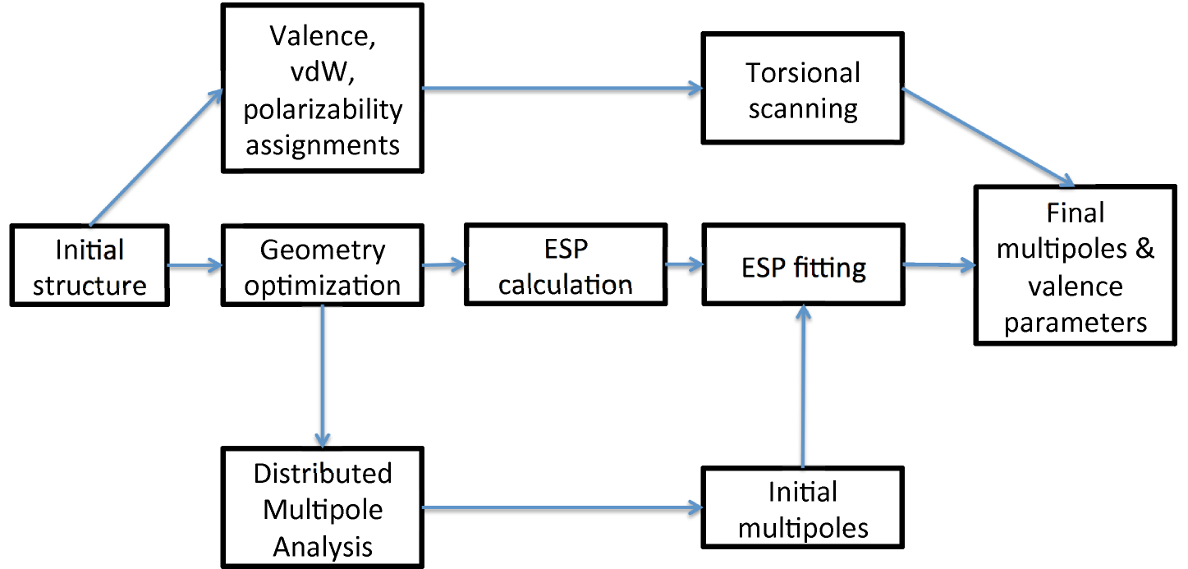 Valence,
vdW,
polarizability
assignments
Torsional
scanning
Initial
structure
Geometry
optimization
ESP
calculation
ESP fitting
Final
multipoles &
valence
parameters
Distributed
Multipole
Analysis
Initial
multipoles